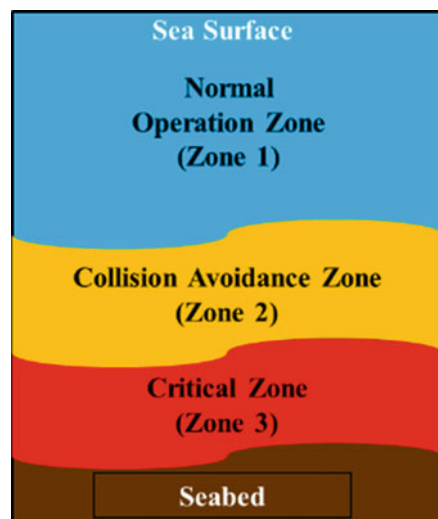 Sea Surface
Normal
Operation Zone
(Zone 1)
Collision Avoidance Zone
(Zone 2)
Critical Zone
(Zone 3)
Seabed